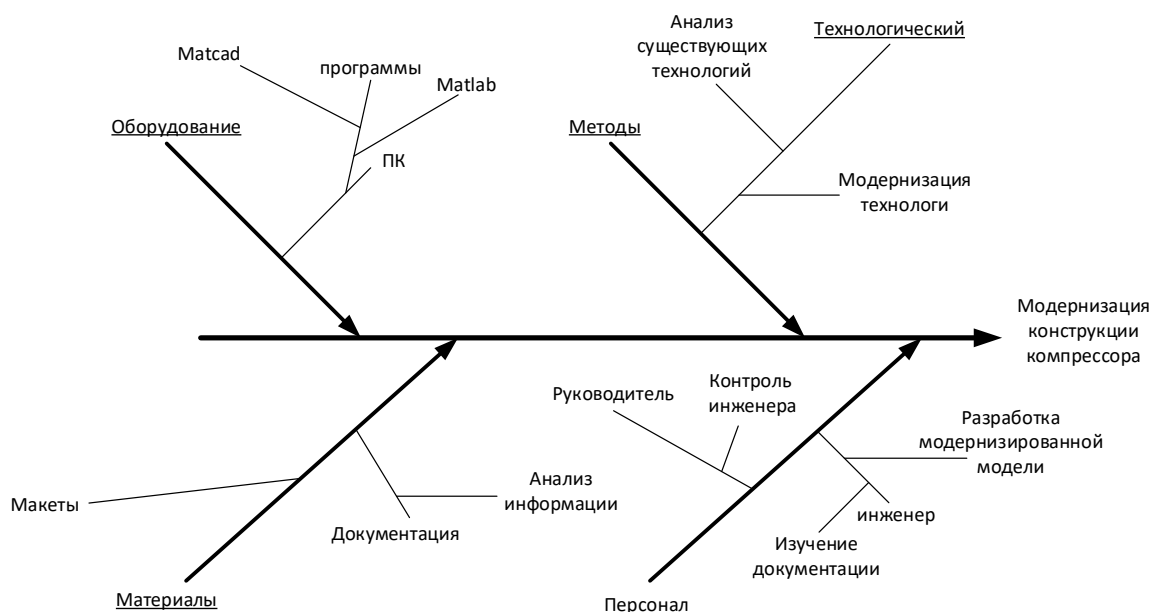 Анализ
существующих
технологий
Технологический
Matcad
программы
Matlab
Оборудование
Методы
ПК
Модернизация
технологи
Модернизация
конструкции
компрессора
Руководитель
Контроль
инженера
Разработка
модернизированной
модели
Макеты
Анализ
информации
Документация
инженер
Изучение
документации
Материалы
Персонал